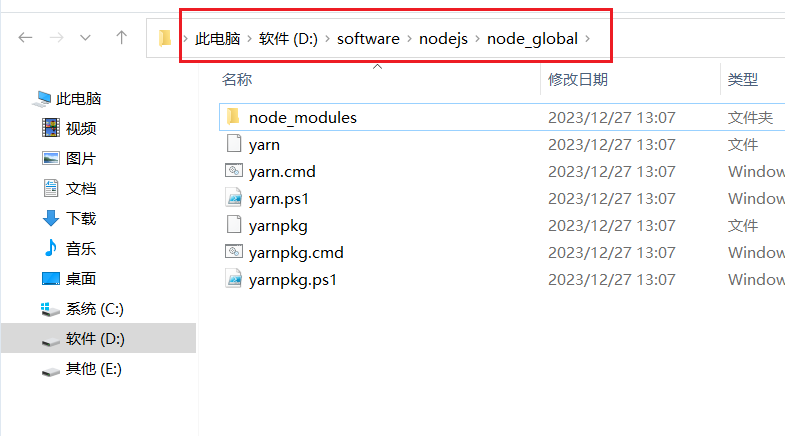 此电脑 › 软件 (D:) › software › nodejs › node_global ›
名称 修改日期 类型
此电脑
视频
图片
文档
下载
音乐
桌面
系统 (C:)
软件 (D:)
其他 (E:)
node_modules 2023/12/27 13:07 文件夹
yarn 2023/12/27 13:07 文件
yarn.cmd 2023/12/27 13:07 Window
yarn.ps1 2023/12/27 13:07 Window
yarnpkg 2023/12/27 13:07 文件
yarnpkg.cmd 2023/12/27 13:07 Window
yarnpkg.ps1 2023/12/27 13:07 Window